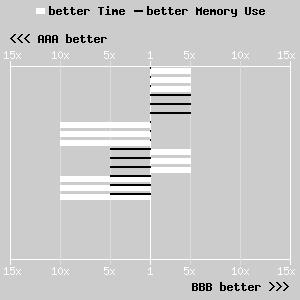 better Time better Memory Use
<<< AAA better
15x 10x 5x 1 5x 10x 15x
15x 10x 5x 1 5x 10x 15x
BBB better >>>